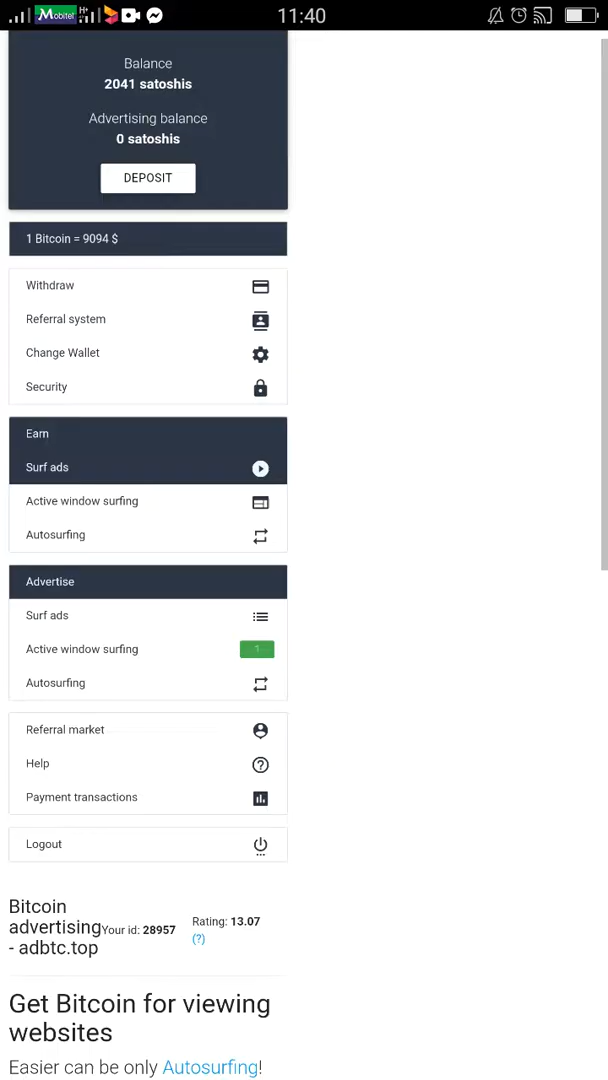 Mobitel H+ 11:40
Balance
2041 satoshis
Advertising balance
0 satoshis
DEPOSIT
1 Bitcoin = 9094 $
Withdraw
Referral system
Change Wallet
Security
Earn
Surf ads
Active window surfing
Autosurfing
Advertise
Surf ads
Active window surfing 1
Autosurfing
Referral market
Help
Payment transactions
Logout
Bitcoin
advertising
- adbtc.top
Your id: 28957
Rating: 13.07
(?)
Get Bitcoin for viewing
websites
Easier can be only Autosurfing!